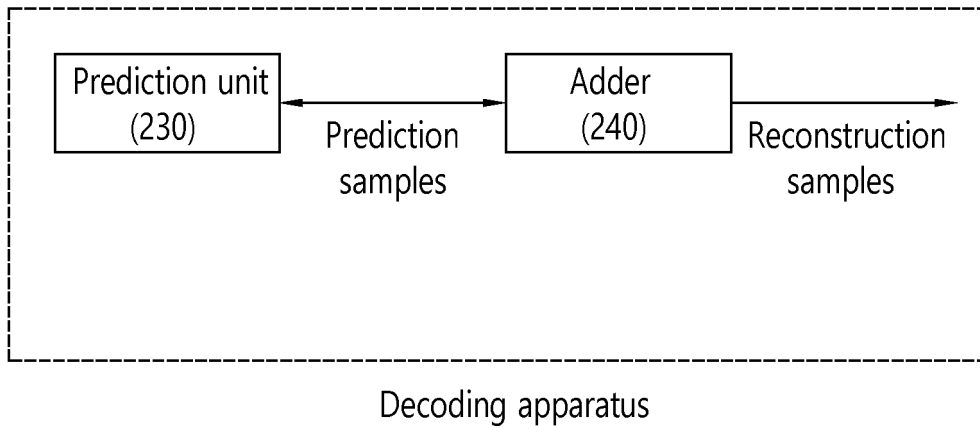 Prediction unit
(230)
Adder
(240)
Prediction
samples
Reconstruction
samples
Decoding apparatus